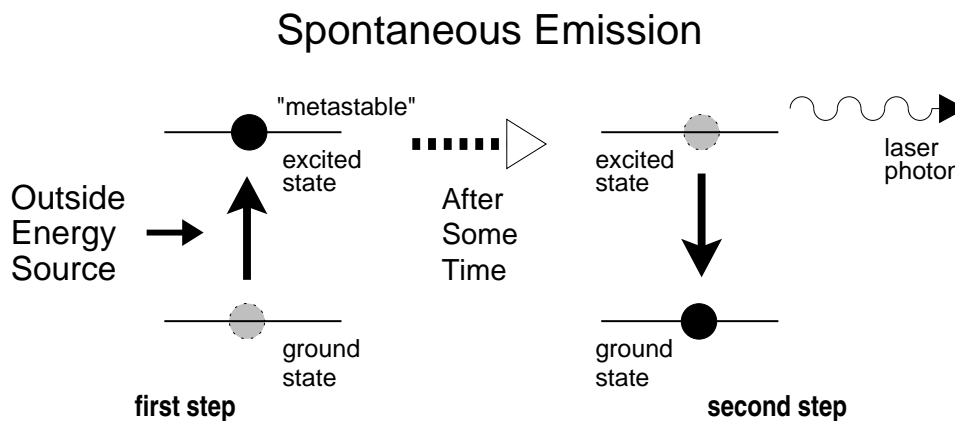 Spontaneous Emission
"metastable"
excited
state
Outside
Energy
Source
ground
state
first step
After
Some
Time
excited
state
laser
photon
ground
state
second step